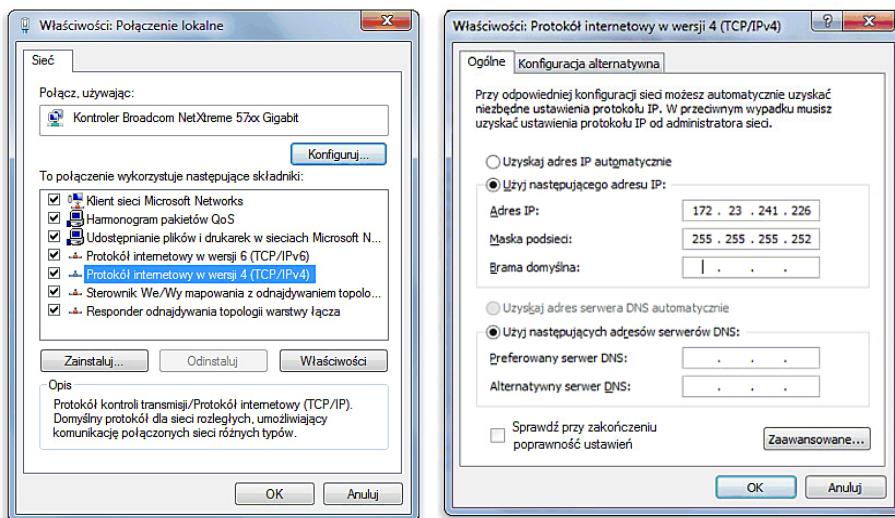 Właściwości: Połączenie lokalne
Sieć
Połącz, używając:
Kontroler Broadcom NetXtreme 57xx Gigabit
Konfiguruj...
To połączenie wykorzystuje następujące składniki:
Klient sieci Microsoft Networks
Harmonogram pakietów QoS
Udostępnianie plików i drukarek w sieciach Microsoft N...
Protokół internetowy w wersji 6 (TCP/IPv6)
Protokół internetowy w wersji 4 (TCP/IPv4)
Sterownik We/Wy mapowania z odnajdywaniem topolo...
Responder odnajdywania topologii warstwy łącza
Zainstaluj... Odinstaluj Właściwości
Opis
Protokół kontroli transmisji/Protokół internetowy (TCP/IP).
Domyślny protokół dla sieci rozległych, umożliwiający
komunikację połączonych sieci różnych typów.
OK Anuluj
Właściwości: Protokół internetowy w wersji 4 (TCP/IPv4)
Ogólne Konfiguracja alternatywna
Przy odpowiedniej konfiguracji sieci możesz automatycznie uzyskać
niezbędne ustawienia protokołu IP. W przeciwnym wypadku musisz
uzyskać ustawienia protokołu IP od administratora sieci.
Uzyskaj adres IP automatycznie
Użyj następującego adresu IP:
Adres IP: 172 . 23 . 241 . 226
Maska podsieci: 255 . 255 . 255 . 252
Brama domyślna: . . .
Uzyskaj adres serwera DNS automatycznie
Użyj następujących adresów serwerów DNS:
Preferowany serwer DNS: . . .
Alternatywny serwer DNS: . . .
Sprawdź przy zakończeniu
poprawność ustawień
Zaawansowane...
OK Anuluj